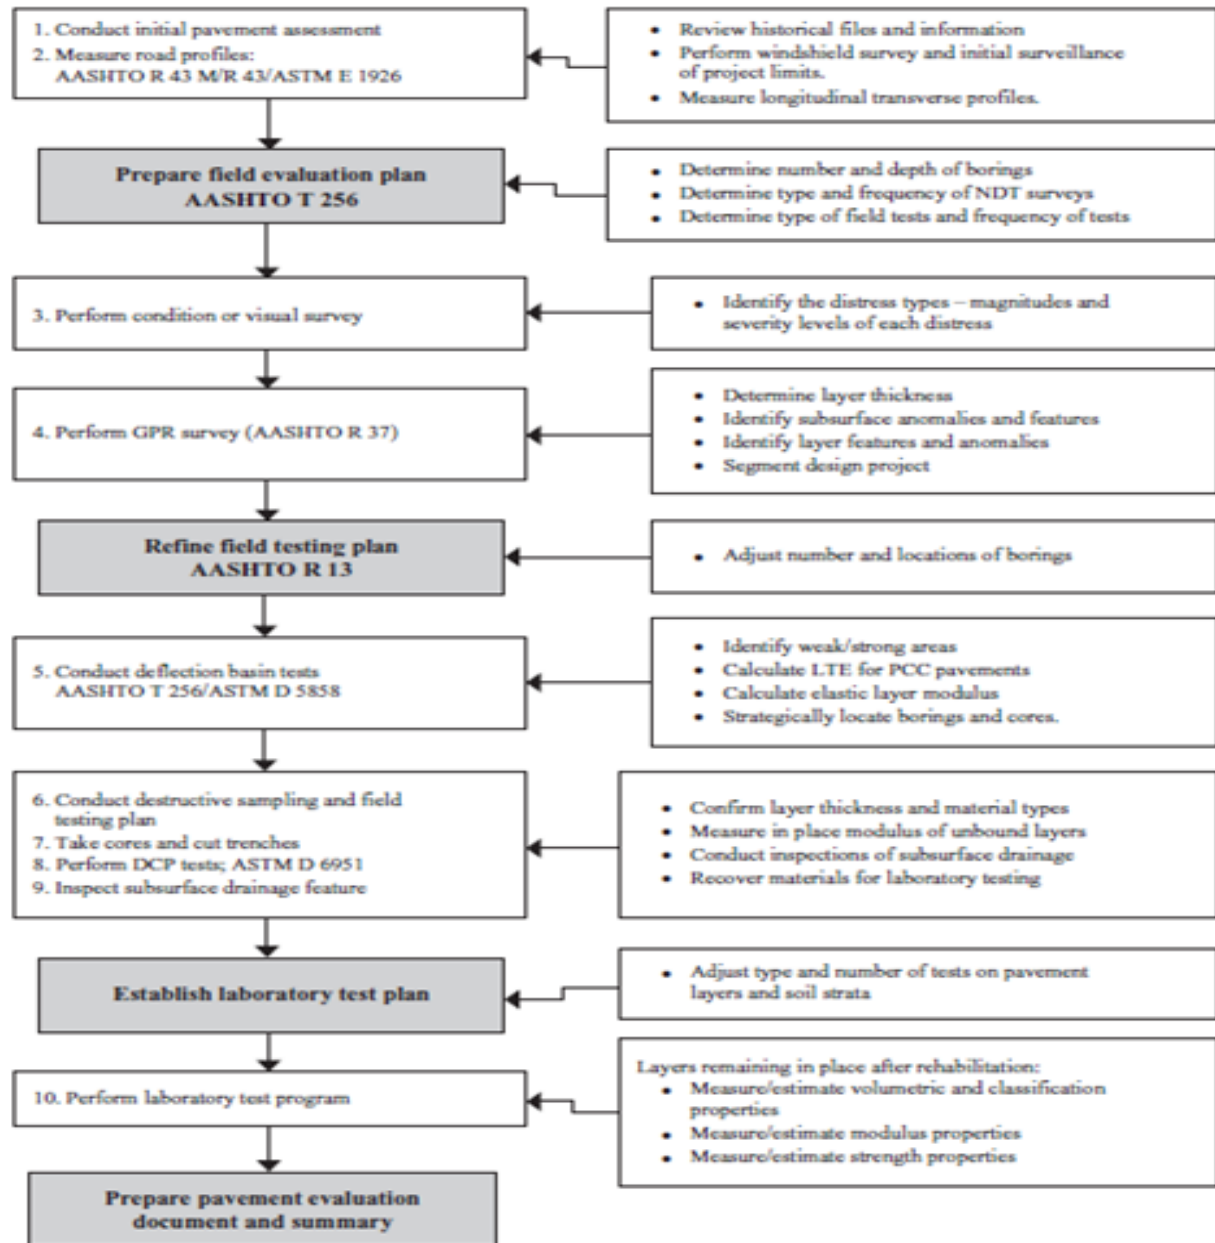 1. Conduct initial pavement assessment
2. Measure road profiles:
AASHTO R 43 M/R 43/ASTM E 1926
• Review historical files and information
• Perform windshield survey and initial surveillance
of project limits.
• Measure longitudinal transverse profiles.
Prepare field evaluation plan
AASHTO T 256
• Determine number and depth of borings
• Determine type and frequency of NDT surveys
• Determine type of field tests and frequency of tests
3. Perform condition or visual survey
• Identify the distress types – magnitudes and
severity levels of each distress
4. Perform GPR survey (AASHTO R 37)
• Determine layer thickness
• Identify subsurface anomalies and features
• Identify layer features and anomalies
• Segment design project
Refine field testing plan
AASHTO R 13
• Adjust number and locations of borings
5. Conduct deflection basin tests
AASHTO T 256/ASTM D 5858
• Identify weak/strong areas
• Calculate LTE for PCC pavements
• Calculate elastic layer modulus
• Strategically locate borings and cores.
6. Conduct destructive sampling and field
testing plan
7. Take cores and cut trenches
8. Perform DCP tests; ASTM D 6951
9. Inspect subsurface drainage feature
• Confirm layer thickness and material types
• Measure in place modulus of unbound layers
• Conduct inspections of subsurface drainage
• Recover materials for laboratory testing
Establish laboratory test plan
• Adjust type and number of tests on pavement
layers and soil strata
10. Perform laboratory test program
Layers remaining in place after rehabilitation:
• Measure/estimate volumetric and classification
properties
• Measure/estimate modulus properties
• Measure/estimate strength properties
Prepare pavement evaluation
document and summary